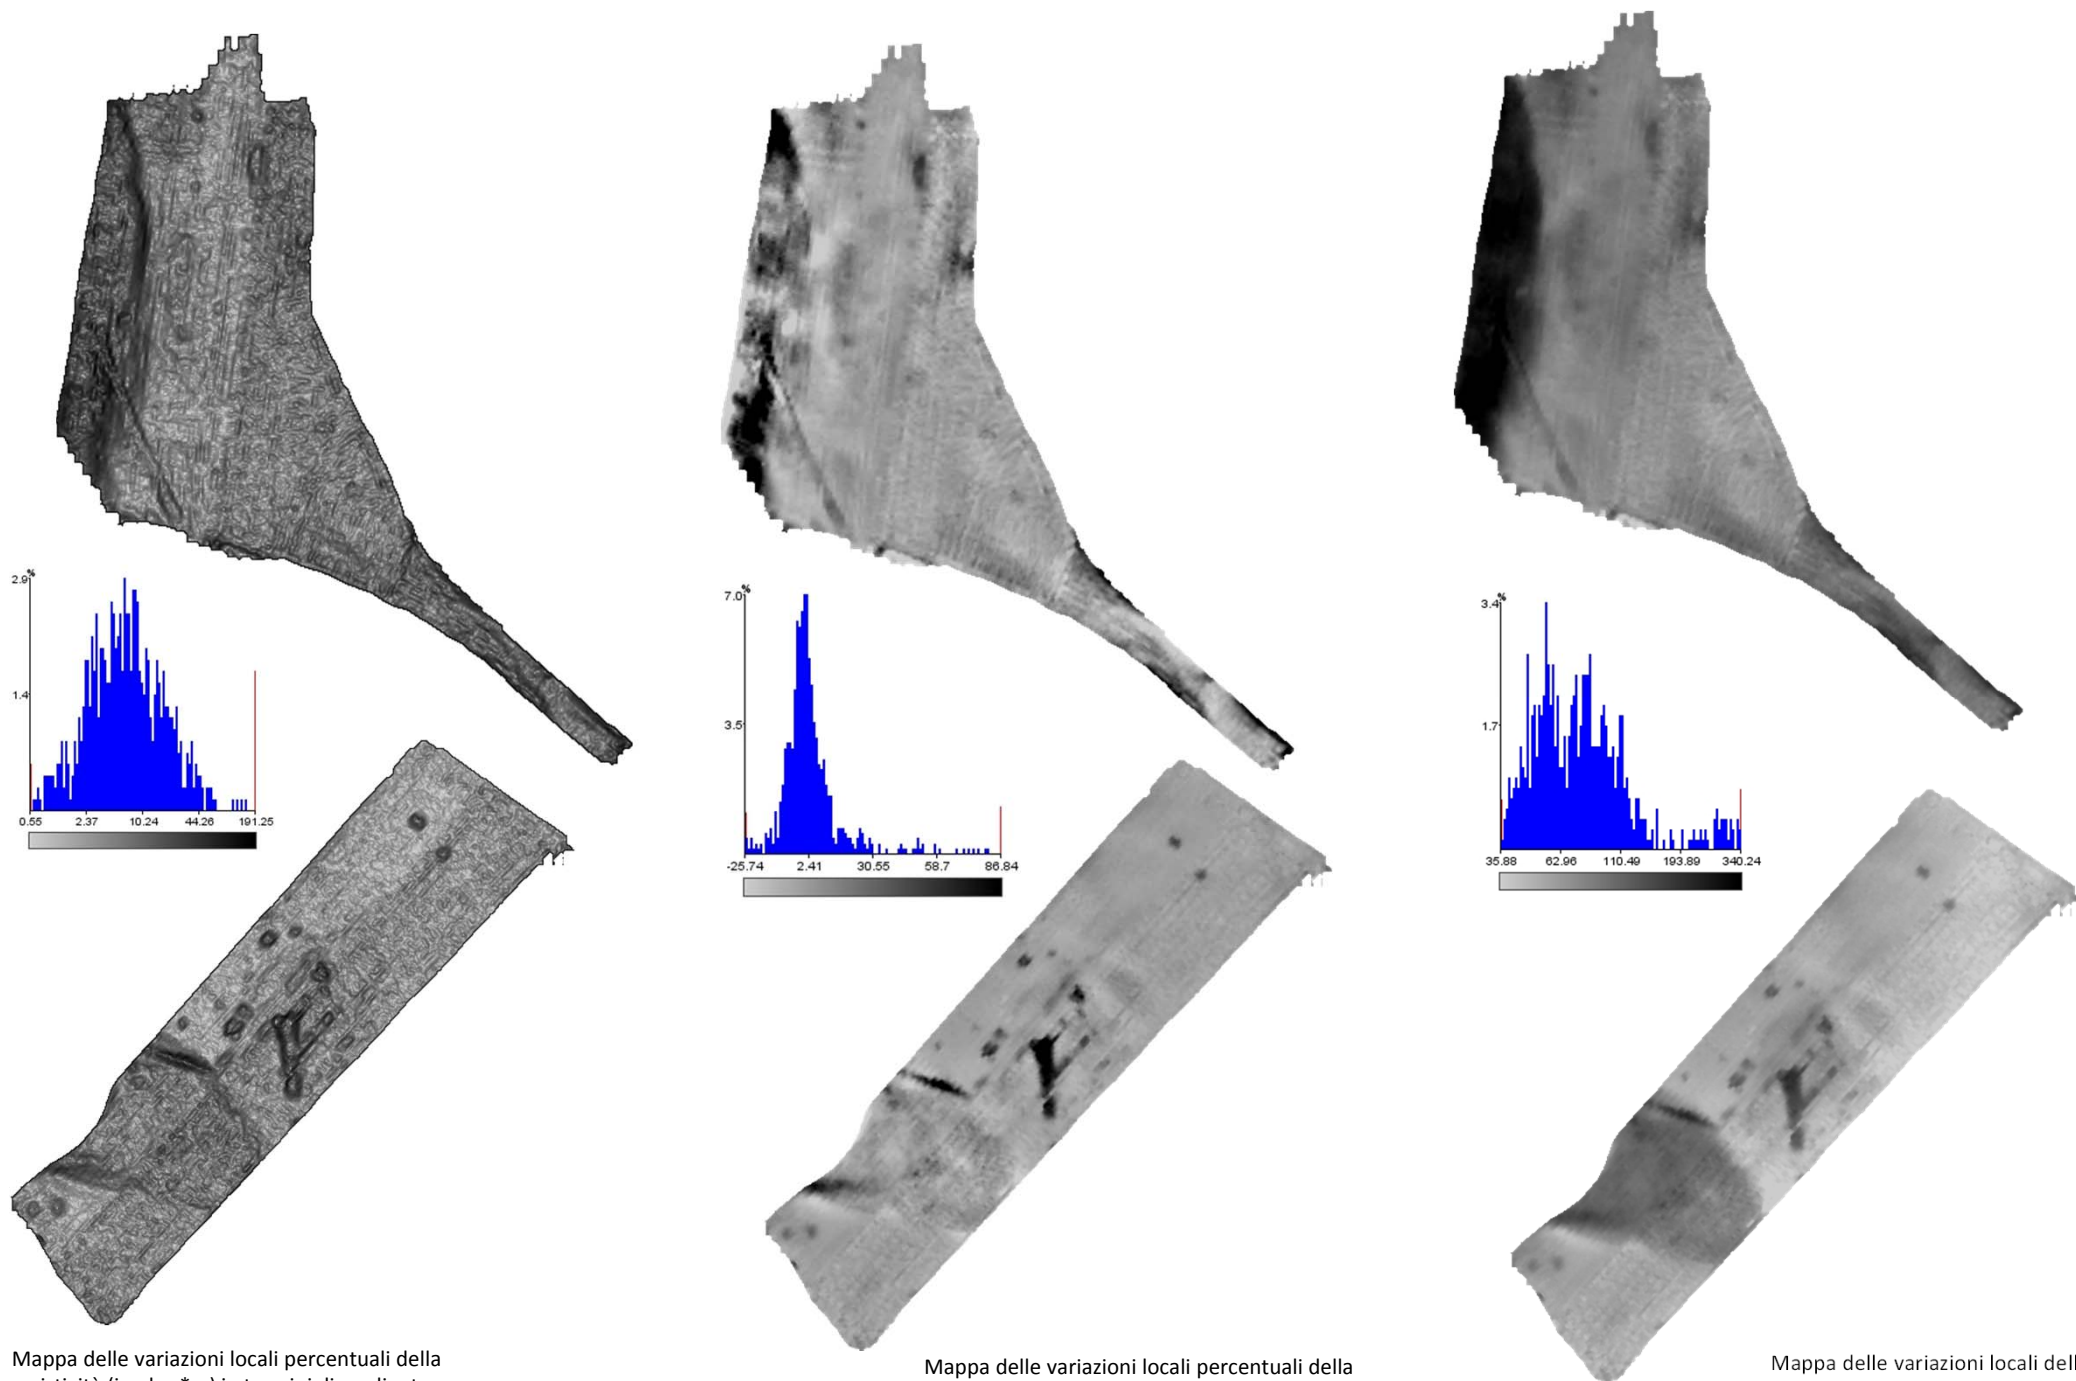 2.9
%
1.4
0.55 2.37 10.24 44.26 191.25
7.0
%
3.5
-25.74 2.41 30.55 58.7 86.84
3.4
%
1.7
35.88 62.96 110.49 193.89 340.24
Mappa delle variazioni locali percentuali della
Mappa delle variazioni locali percentuali della
Mappa delle variazioni locali dell